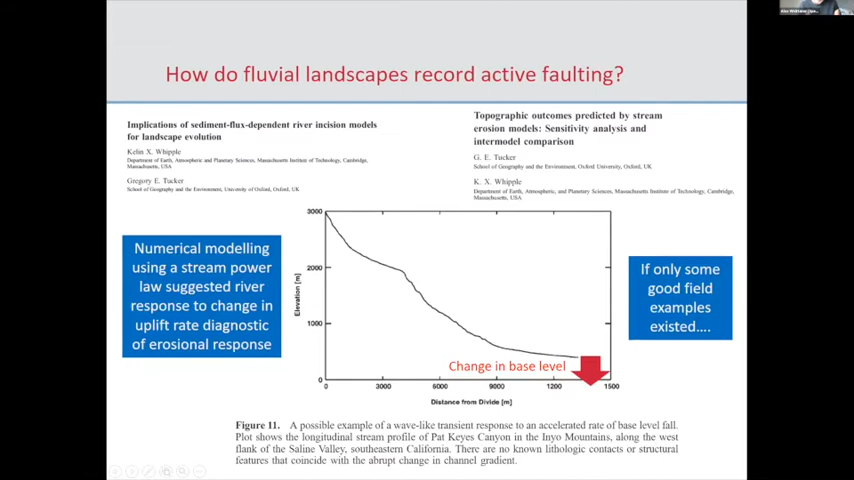 How do fluvial landscapes record active faulting?
Implications of sediment-flux-dependent river incision models
for landscape evolution
Kelin X. Whipple
Department of Earth, Atmospheric and Planetary Sciences, Massachusetts Institute of Technology, Cambridge,
Massachusetts, USA
Gregory E. Tucker
School of Geography and the Environment, University of Oxford, Oxford, UK
Topographic outcomes predicted by stream
erosion models: Sensitivity analysis and
intermodel comparison
G. E. Tucker
School of Geography and the Environment, Oxford University, Oxford, UK
K. X. Whipple
Department of Earth, Atmospheric, and Planetary Sciences, Massachusetts Institute of Technology, Cambridge,
Massachusetts, USA
Numerical modelling
using a stream power
law suggested river
response to change in
uplift rate diagnostic
of erosional response
3000
2000
1000
0
Elevation [m]
Change in base level
0
3000
6000
9000
1200
1500
Distance from Divide [m]
If only some
good field
examples
existed....
Figure 11. A possible example of a wave-like transient response to an accelerated rate of base level fall.
Plot shows the longitudinal stream profile of Pat Keyes Canyon in the Inyo Mountains, along the west
flank of the Saline Valley, southeastern California. There are no known lithologic contacts or structural
features that coincide with the abrupt change in channel gradient.